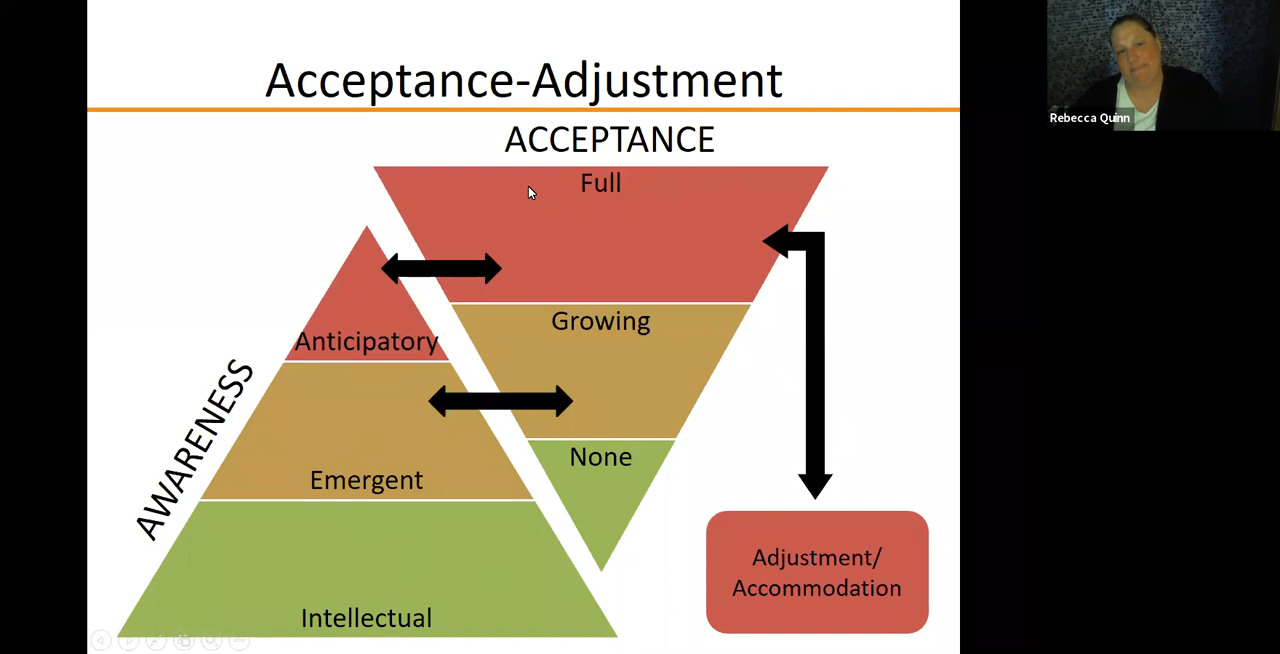 Acceptance-Adjustment
Rebecca Quinn
ACCEPTANCE
Full
Growing
None
AWARENESS
Anticipatory
Emergent
Intellectual
Adjustment/
Accommodation